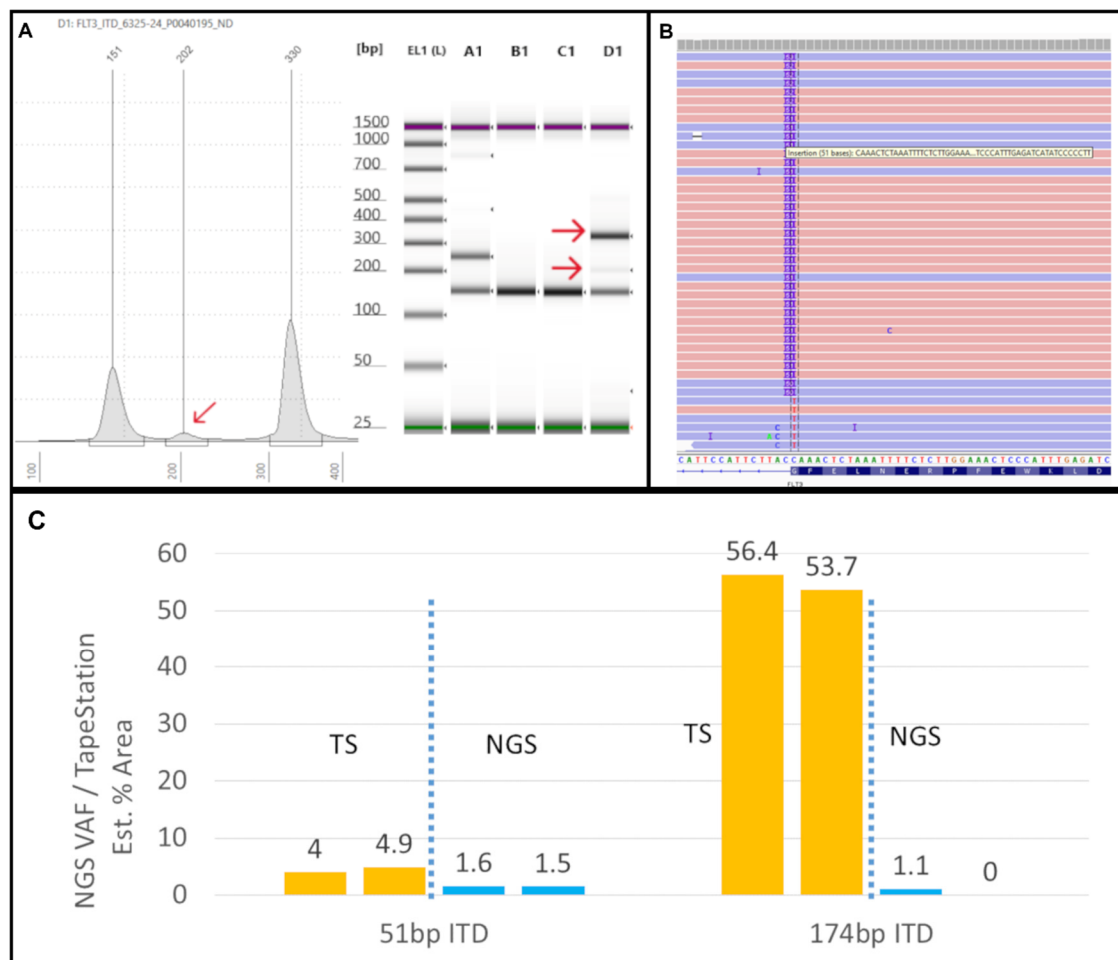 A
D1: FLT3_ITD_6325-24_P0040195_ND
151
202
330
100
200
300
400
[bp]
EL1 (L)
A1
B1
C1
D1
1500
1000
700
500
400
300
200
100
50
25
B
Insertion (51 bases): CAAACTCTAAATTTTCTCTTGGAAA...TCCCATTTGAGATCATATCCCCCTT
I
C
T
C
I
I
C
C
CATTCCATTCTTACCAAACTCTAAATTTTCTCTTGGAAACTCCCATTTGAGATC
G F E L N E R P F E W K L D
FLT3
C
NGS VAF / TapeStation
Est. % Area
60
50
40
30
20
10
0
TS
NGS
4
4.9
1.6
1.5
51bp ITD
TS
NGS
56.4
53.7
1.1
0
174bp ITD